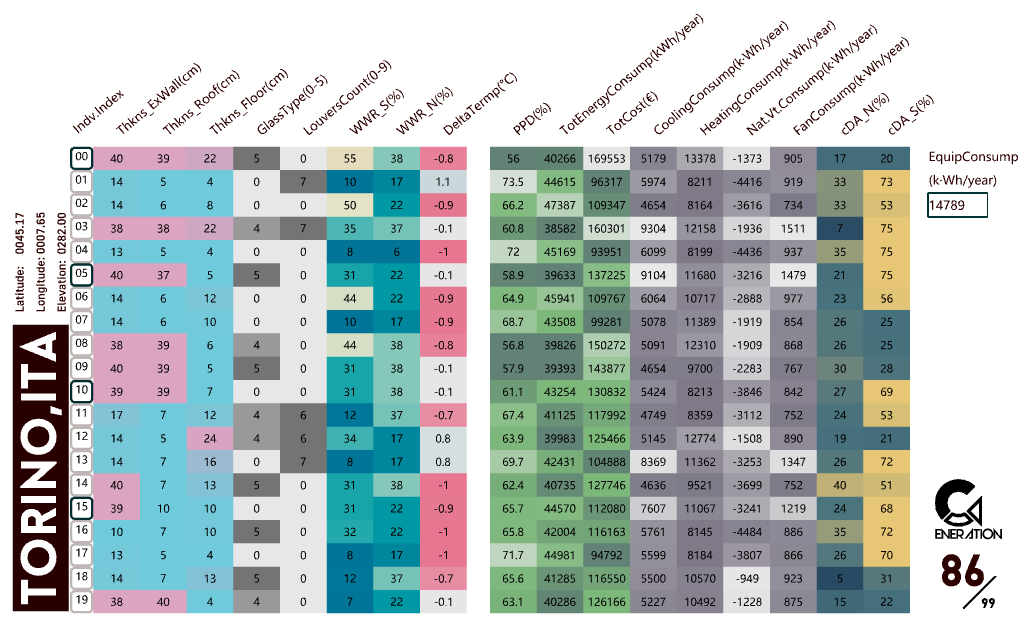 Indv.Index Thkns_ExWall(cm) Thkns_Roof(cm) Thkns_Floor(cm) GlassType(0-5) LouversCount(0-9) WWR_S(%) WWR_N(%) DeltaTermp(°C) PPD(%) TotEnergyConsump(kWh/year) TotCost(€) CoolingConsump(k·Wh/year) HeatingConsump(k·Wh/year) Nat.Vt.Consump(k·Wh/year) FanConsump(k·Wh/year) cDA_N(%) cDA_S(%)
00 40 39 22 5 0 55 38 -0.8 56 40266 169553 5179 13378 -1373 905 17 20
01 14 5 4 0 7 10 17 1.1 73.5 44615 96317 5974 8211 -4416 919 33 73
02 14 6 8 0 0 50 22 -0.9 66.2 47387 109347 4654 8164 -3616 734 33 53
03 38 38 22 4 7 35 37 -0.1 60.8 38582 160301 9304 12158 -1936 1511 7 75
04 13 5 4 0 0 8 6 -1 72 45169 93951 6099 8199 -4436 937 35 75
05 40 37 5 5 0 31 22 -0.1 58.9 39633 137225 9104 11680 -3216 1479 21 75
06 14 6 12 0 0 44 22 -0.9 64.9 45941 109767 6064 10717 -2888 977 23 56
07 14 6 10 0 0 10 17 -0.9 68.7 43508 99281 5078 11389 -1919 854 26 25
08 38 39 6 4 0 44 38 -0.8 56.8 39826 150272 5091 12310 -1909 868 26 25
09 40 39 5 5 0 31 38 -0.1 57.9 39393 143877 4654 9700 -2283 767 30 28
10 39 39 7 0 0 31 38 -0.1 61.1 43254 130832 5424 8213 -3846 842 27 69
11 17 7 12 4 6 12 37 -0.7 67.4 41125 117992 4749 8359 -3112 752 24 53
12 14 5 24 4 6 34 17 0.8 63.9 39983 125466 5145 12774 -1508 890 19 21
13 14 7 16 0 7 8 17 0.8 69.7 42431 104888 8369 11362 -3253 1347 26 72
14 40 7 13 5 0 31 38 -1 62.4 40735 127746 4636 9521 -3699 752 40 51
15 39 10 10 0 0 31 22 -0.9 65.7 44570 112080 7607 11067 -3241 1219 24 68
16 10 7 10 5 0 32 22 -1 65.8 42004 116163 5761 8145 -4484 886 35 72
17 13 5 4 0 0 8 17 -1 71.7 44981 94792 5599 8184 -3807 866 26 70
18 14 7 13 5 0 12 37 -0.7 65.6 41285 116550 5500 10570 -949 923 5 31
19 38 40 4 4 0 7 22 -0.1 63.1 40286 126166 5227 10492 -1228 875 15 22
EquipConsump
(k·Wh/year)
14789
Latitude: 0045.17
Longitude: 0007.65
Elevation: 0282.00
TORINO,ITA
ENERATION
86/99